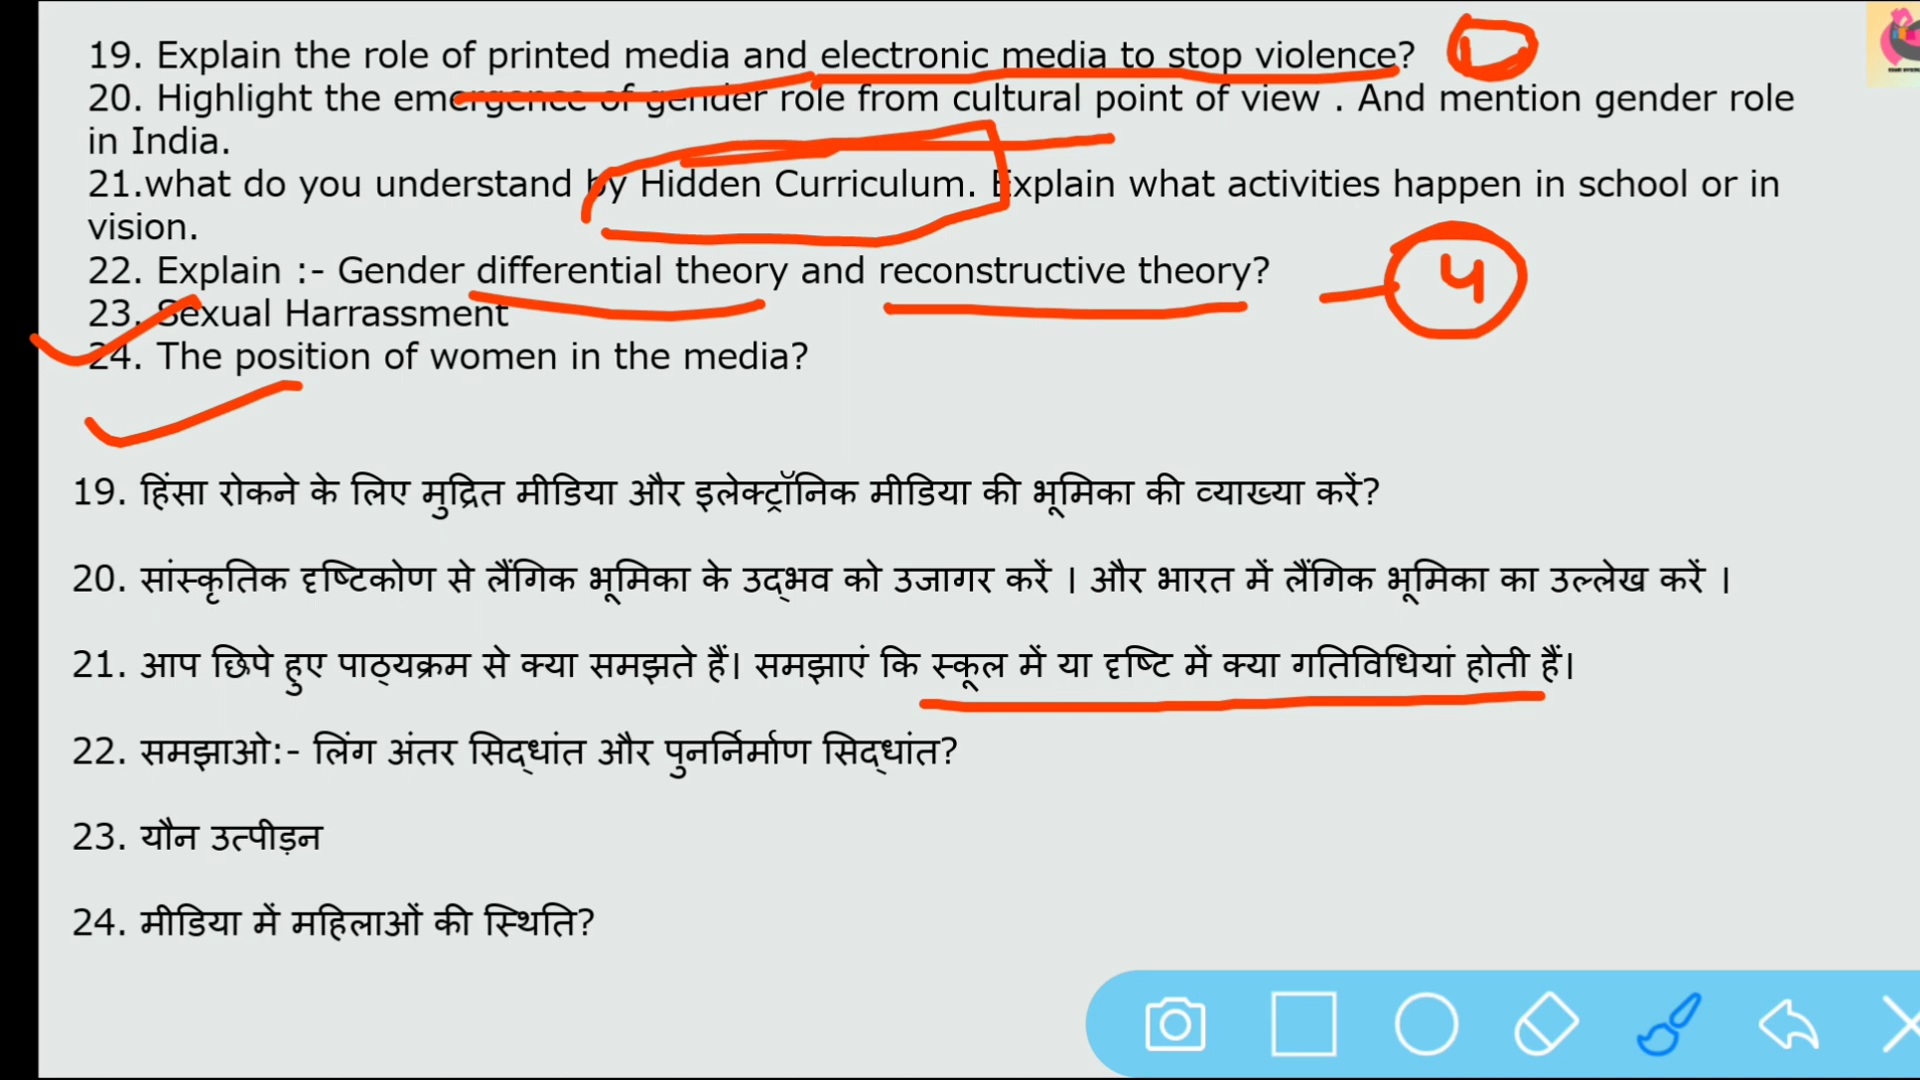 19. Explain the role of printed media and electronic media to stop violence?
20. Highlight the emergence of gender role from cultural point of view . And mention gender role
in India.
21.what do you understand by Hidden Curriculum. Explain what activities happen in school or in
vision.
22. Explain :- Gender differential theory and reconstructive theory?
4
23. Sexual Harrassment
24. The position of women in the media?
19. हिंसा रोकने के लिए मुद्रित मीडिया और इलेक्ट्रॉनिक मीडिया की भूमिका की व्याख्या करें?
20. सांस्कृतिक दृष्टिकोण से लैंगिक भूमिका के उद्भव को उजागर करें । और भारत में लैंगिक भूमिका का उल्लेख करें ।
21. आप छिपे हुए पाठ्यक्रम से क्या समझते हैं। समझाएं कि स्कूल में या दृष्टि में क्या गतिविधियां होती हैं।
22. समझाओ:- लिंग अंतर सिद्धांत और पुनर्निर्माण सिद्धांत?
23. यौन उत्पीड़न
24. मीडिया में महिलाओं की स्थिति?